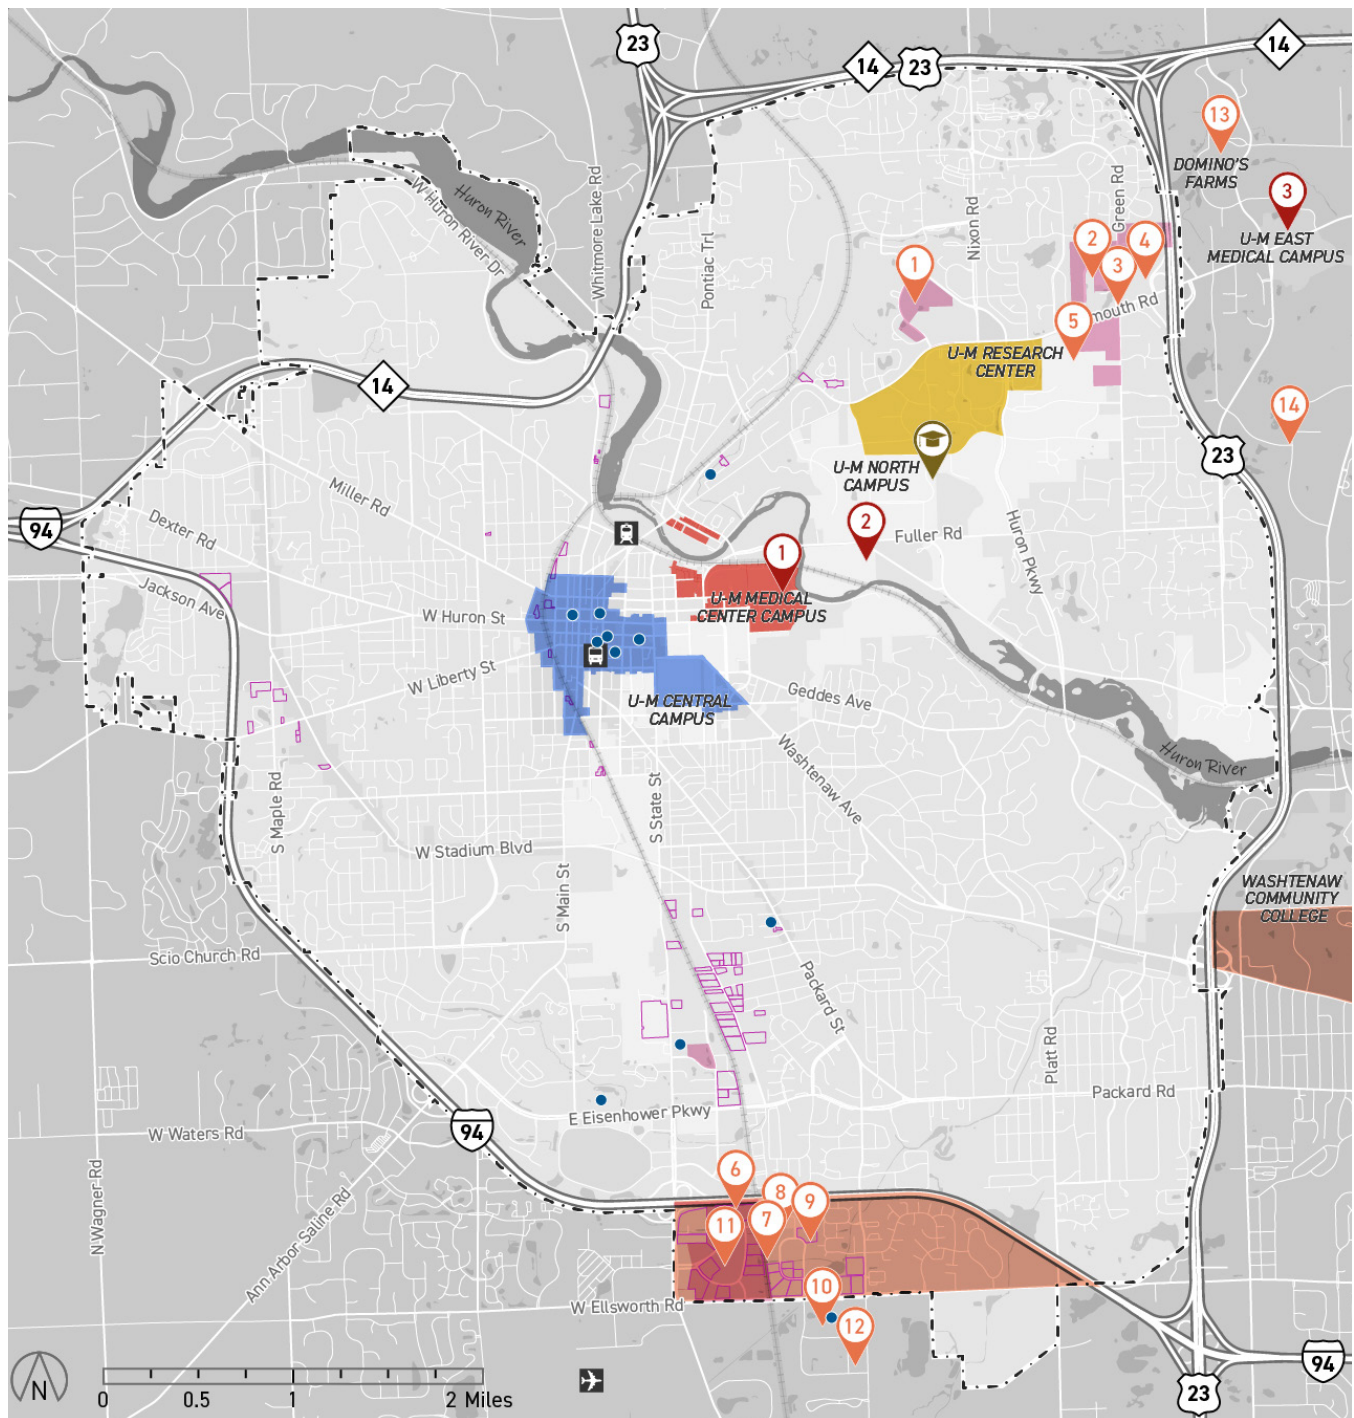 23
14
14
23
13
DOMINO'S
FARMS
Huron River
W Huron River Dr
Whitmore Lake Rd
Pontiac Trl
Nixon Rd
Green Rd
3
U-M EAST
MEDICAL CAMPUS
1
2
3
4
5
mouth Rd
U-M RESEARCH
CENTER
14
14
23
U-M NORTH
CAMPUS
Miller Rd
Dexter Rd
94
Jackson Ave
2
Fuller Rd
Huron Pkwy
1
U-M MEDICAL
CENTER CAMPUS
W Huron St
W Liberty St
U-M CENTRAL
CAMPUS
Geddes Ave
Washtenaw Ave
Huron River
S Maple Rd
S State St
W Stadium Blvd
S Main St
WASHTENAW
COMMUNITY
COLLEGE
Scio Church Rd
Packard St
Platt Rd
Packard Rd
E Eisenhower Pkwy
W Waters Rd
94
N Wagner Rd
Ann Arbor Saline Rd
6
8
9
7
11
10
12
W Ellsworth Rd
N
0
0.5
1
2 Miles
94
23